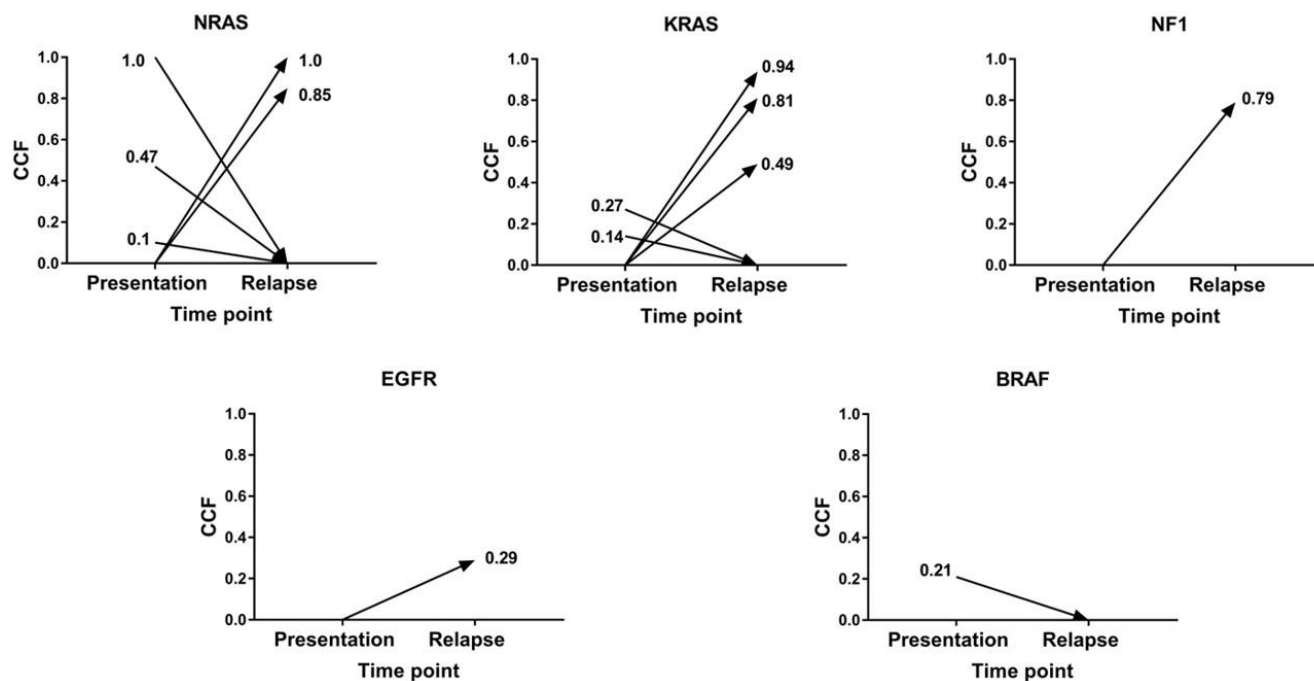 NRAS
1.0
0.8
0.6
0.4
0.2
0.0
CCF
1.0
0.47
0.1
1.0
0.85
Presentation Relapse
Time point
KRAS
1.0
0.8
0.6
0.4
0.2
0.0
CCF
0.27
0.14
0.94
0.81
0.49
Presentation Relapse
Time point
NF1
1.0
0.8
0.6
0.4
0.2
0.0
CCF
0.79
Presentation Relapse
Time point
EGFR
1.0
0.8
0.6
0.4
0.2
0.0
CCF
0.29
Presentation Relapse
Time point
BRAF
1.0
0.8
0.6
0.4
0.2
0.0
CCF
0.21
Presentation Relapse
Time point